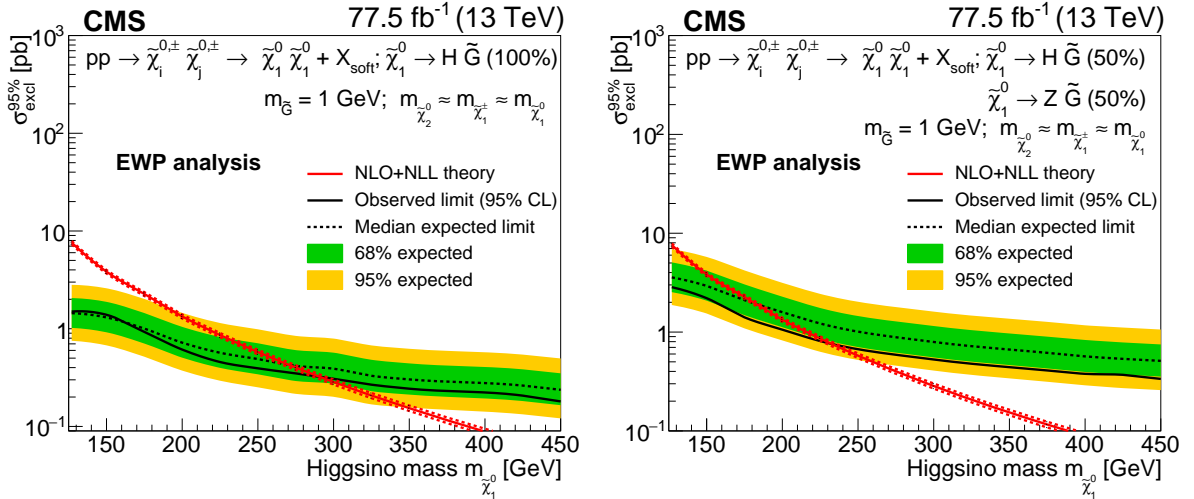 CMS 77.5 fb⁻¹ (13 TeV)
pp → χ̃ᵢ⁰,± χ̃ⱼ⁰,± → χ̃₁⁰ χ̃₁⁰ + X_soft; χ̃₁⁰ → H G̃ (100%)
m_G̃ = 1 GeV; m_χ̃₂⁰ ≈ m_χ̃₁± ≈ m_χ̃₁⁰
EWP analysis
NLO+NLL theory
Observed limit (95% CL)
Median expected limit
68% expected
95% expected
σ_excl^95% [pb]
10³
10²
10
1
10⁻¹
150 200 250 300 350 400 450
Higgsino mass m_χ̃₁⁰ [GeV]
CMS 77.5 fb⁻¹ (13 TeV)
pp → χ̃ᵢ⁰,± χ̃ⱼ⁰,± → χ̃₁⁰ χ̃₁⁰ + X_soft; χ̃₁⁰ → H G̃ (50%)
χ̃₁⁰ → Z G̃ (50%)
m_G̃ = 1 GeV; m_χ̃₂⁰ ≈ m_χ̃₁± ≈ m_χ̃₁⁰
EWP analysis
NLO+NLL theory
Observed limit (95% CL)
Median expected limit
68% expected
95% expected
σ_excl^95% [pb]
10³
10²
10
1
10⁻¹
150 200 250 300 350 400 450
Higgsino mass m_χ̃₁⁰ [GeV]